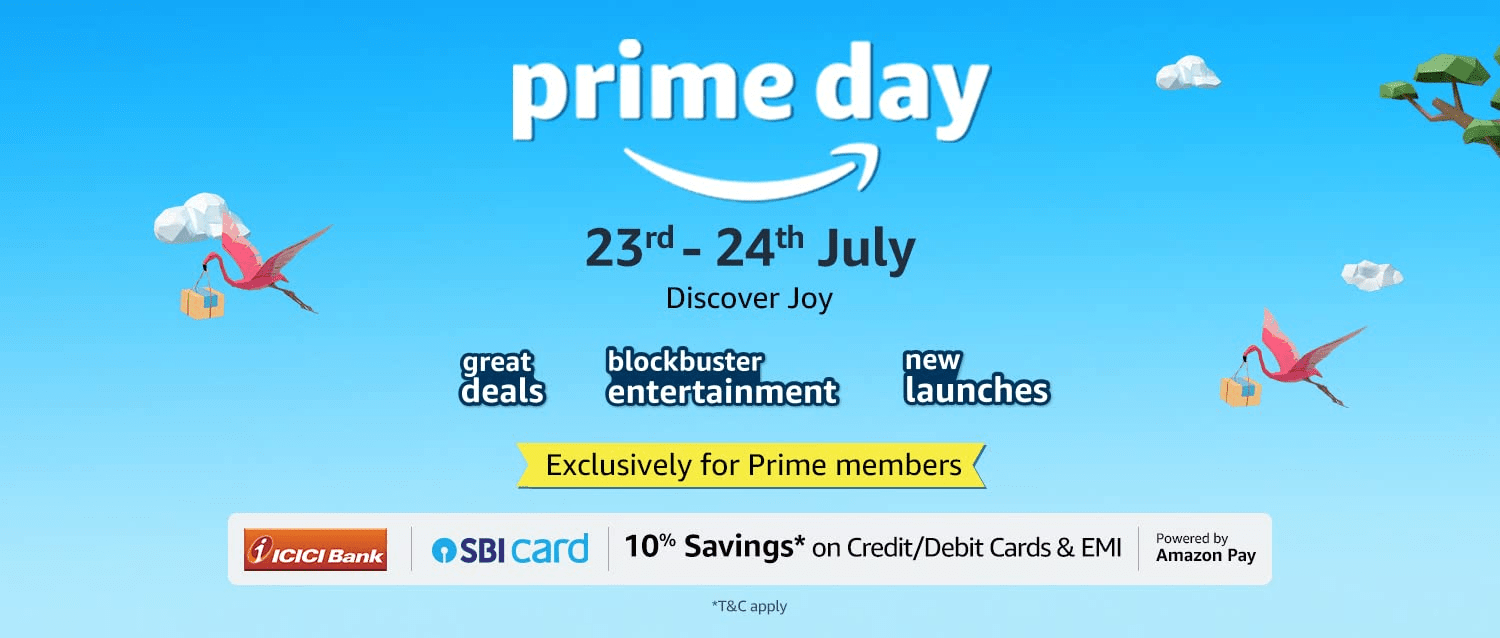 prime day
23rd - 24th July
Discover Joy
great deals
blockbuster entertainment
new launches
Exclusively for Prime members
i ICICI Bank
SBI card
10% Savings* on Credit/Debit Cards & EMI
Powered by
Amazon Pay
*T&C apply